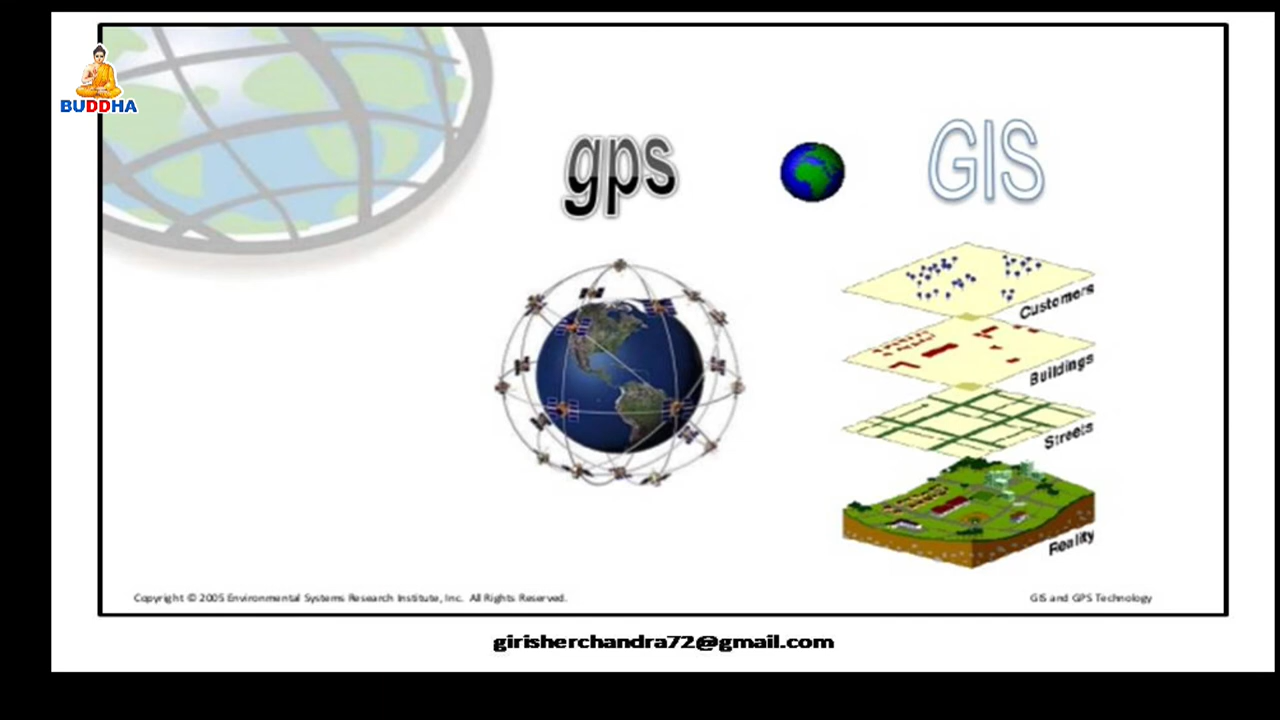 BUDDHA
gps
GIS
Customers
Buildings
Streets
Reality
Copyright © 2005 Environmental Systems Research Institute, Inc. All Rights Reserved.
GIS and GPS Technology
girisherchandra72@gmail.com